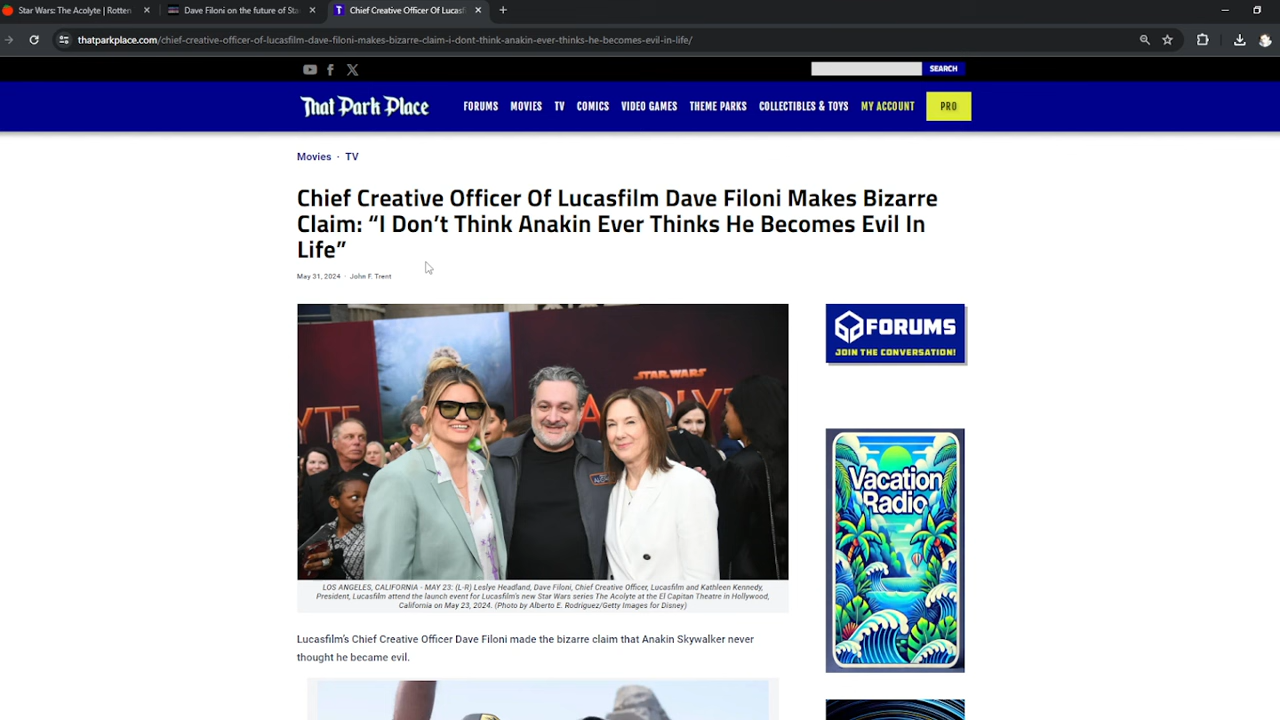 Star Wars: The Acolyte | Rotten
Dave Filoni on the future of Sta
Chief Creative Officer Of Lucasf
thatparkplace.com/chief-creative-officer-of-lucasfilm-dave-filoni-makes-bizarre-claim-i-dont-think-anakin-ever-thinks-he-becomes-evil-in-life/
SEARCH
That Park Place
FORUMS MOVIES TV COMICS VIDEO GAMES THEME PARKS COLLECTIBLES & TOYS MY ACCOUNT PRO
Movies · TV
Chief Creative Officer Of Lucasfilm Dave Filoni Makes Bizarre
Claim: “I Don’t Think Anakin Ever Thinks He Becomes Evil In
Life”
May 31, 2024 · John F. Trent
STAR WARS
FORUMS
JOIN THE CONVERSATION!
Vacation
Radio
LOS ANGELES, CALIFORNIA - MAY 23: (L-R) Leslye Headland, Dave Filoni, Chief Creative Officer, Lucasfilm and Kathleen Kennedy,
President, Lucasfilm attend the launch event for Lucasfilm's new Star Wars series The Acolyte at the El Capitan Theatre in Hollywood,
California on May 23, 2024. (Photo by Alberto E. Rodriguez/Getty Images for Disney)
Lucasfilm’s Chief Creative Officer Dave Filoni made the bizarre claim that Anakin Skywalker never
thought he became evil.